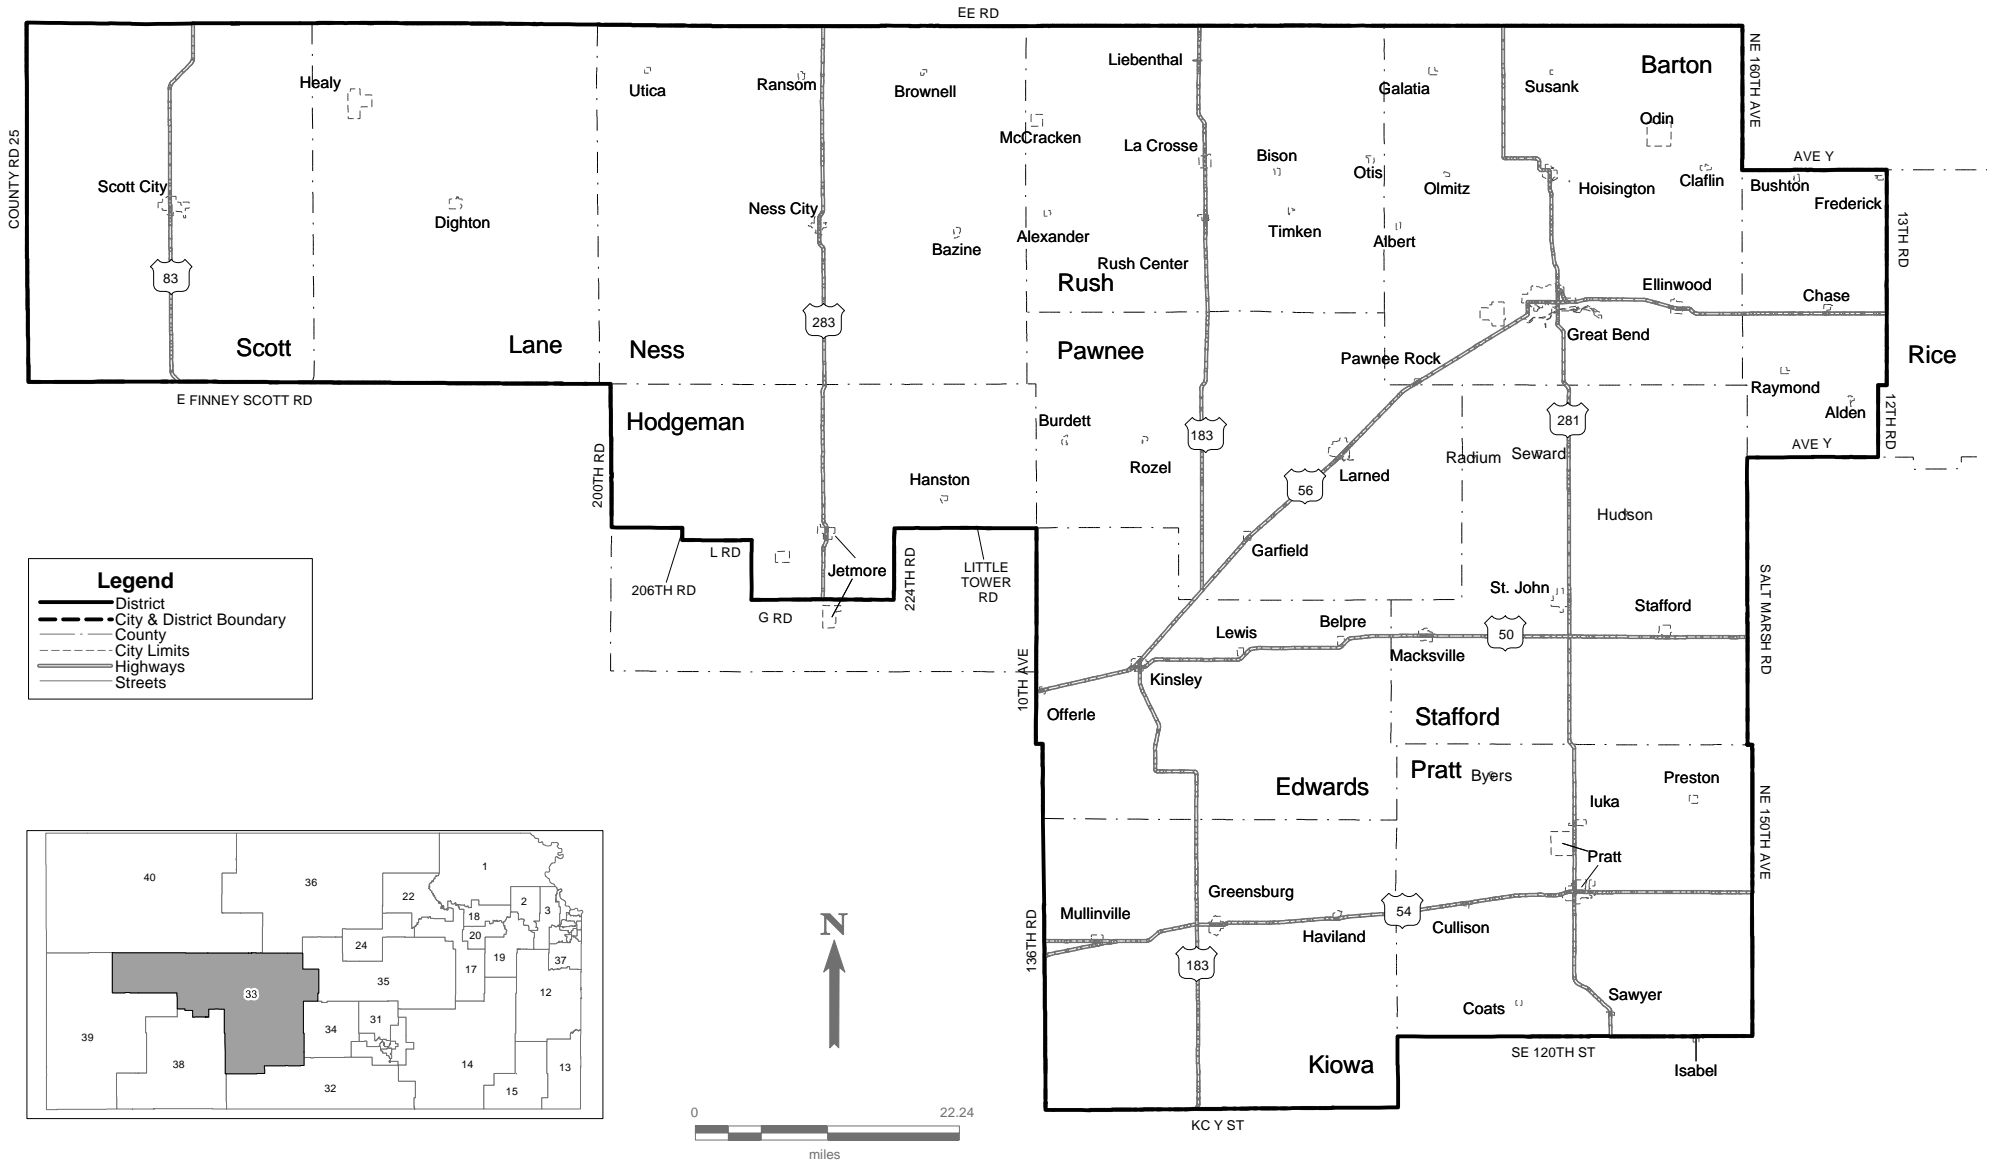 EE RD
COUNTY RD 25
NE 160TH AVE
Healy
Utica
Ransom
Brownell
Liebenthal
Galatia
Susank
Barton
Odin
McCracken
La Crosse
Bison
Otis
Olmitz
Hoisington
Claflin
AVE Y
Bushton
Frederick
Scott City
Dighton
Ness City
Bazine
Alexander
Timken
Albert
13TH RD
Rush Center
Rush
83
283
Ellinwood
Chase
Great Bend
Scott
Lane
Ness
Pawnee
Pawnee Rock
Rice
Raymond
Alden
12TH RD
E FINNEY SCOTT RD
Hodgeman
Burdett
183
281
AVE Y
200TH RD
Hanston
Rozel
56
Larned
Radium
Seward
Hudson
L RD
Jetmore
224TH RD
LITTLE
TOWER
RD
Garfield
206TH RD
G RD
St. John
Stafford
SALT MARSH RD
Lewis
Belpre
50
Macksville
10TH AVE
Kinsley
Offerle
Stafford
Edwards
Pratt
Byers
Preston
Iuka
NE 150TH AVE
Pratt
Greensburg
Mullinville
54
Haviland
Cullison
136TH RD
183
Coats
Sawyer
Kiowa
SE 120TH ST
Isabel
KC Y ST
Legend
District
City & District Boundary
County
City Limits
Highways
Streets
40
36
1
22
2
3
18
20
24
19
17
37
35
33
12
31
34
39
38
14
13
32
15
N
0
22.24
miles